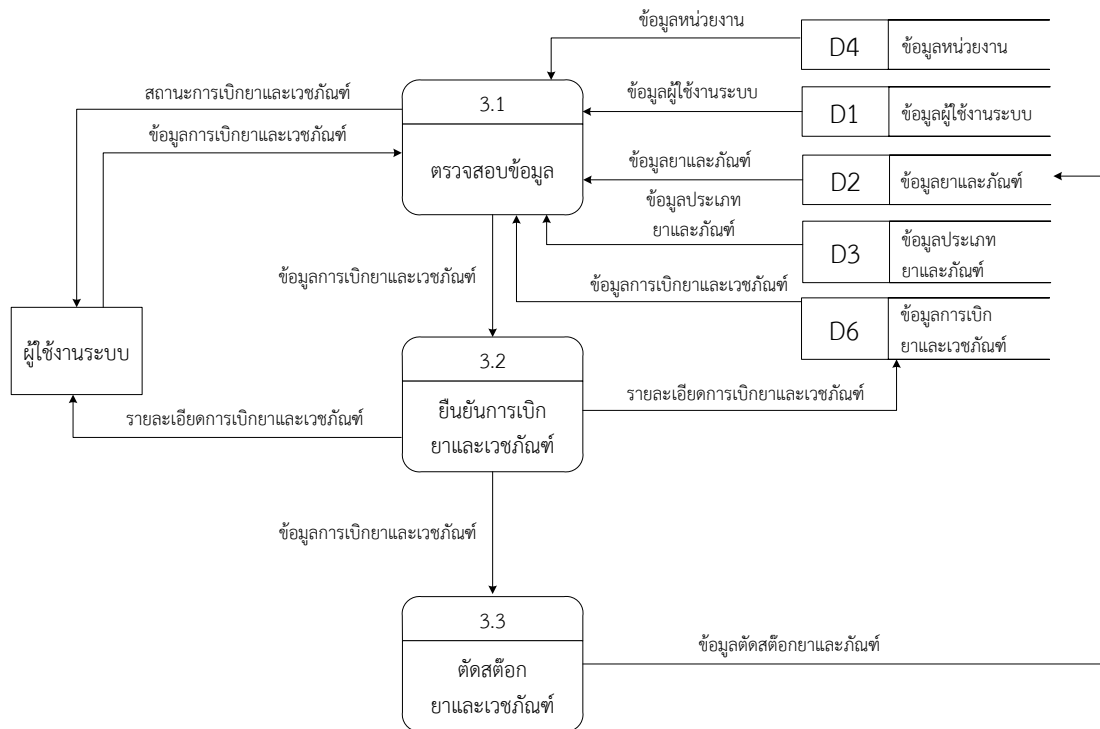 ข้อมูลหน่วยงาน
D4
ข้อมูลหน่วยงาน
สถานะการเบิกยาและเวชภัณฑ์
3.1
ข้อมูลผู้ใช้งานระบบ
D1
ข้อมูลผู้ใช้งานระบบ
ข้อมูลการเบิกยาและเวชภัณฑ์
ตรวจสอบข้อมูล
ข้อมูลยาและภัณฑ์
D2
ข้อมูลยาและภัณฑ์
ข้อมูลประเภท
ยาและภัณฑ์
D3
ข้อมูลประเภท
ยาและภัณฑ์
ข้อมูลการเบิกยาและเวชภัณฑ์
ข้อมูลการเบิกยาและเวชภัณฑ์
D6
ข้อมูลการเบิก
ยาและเวชภัณฑ์
ผู้ใช้งานระบบ
3.2
ยืนยันการเบิก
ยาและเวชภัณฑ์
รายละเอียดการเบิกยาและเวชภัณฑ์
รายละเอียดการเบิกยาและเวชภัณฑ์
ข้อมูลการเบิกยาและเวชภัณฑ์
3.3
ตัดสต๊อก
ยาและเวชภัณฑ์
ข้อมูลตัดสต๊อกยาและภัณฑ์